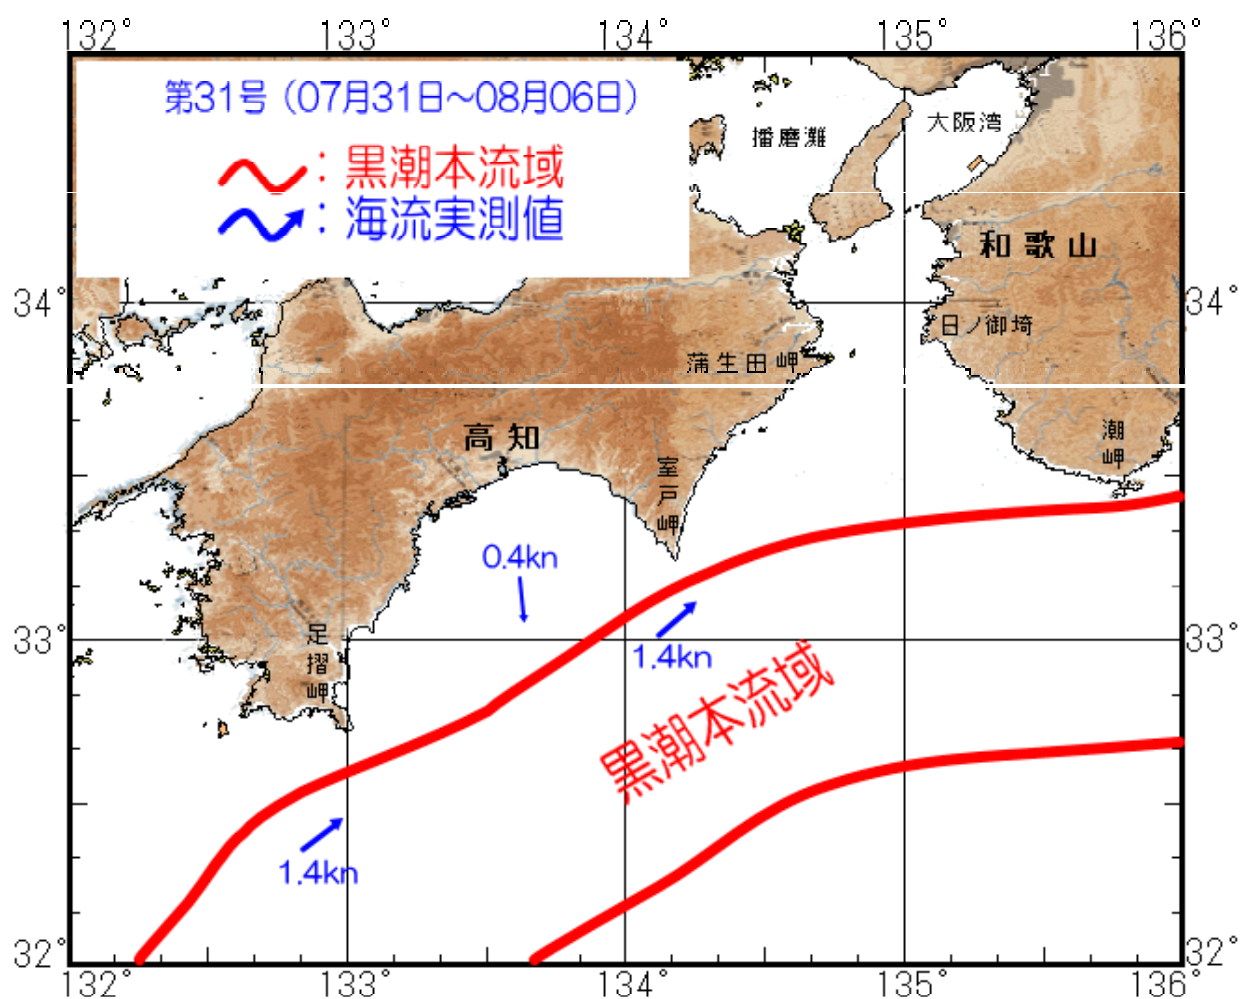 132° 133° 134° 135° 136°
第31号（07月31日～08月06日）
：黒潮本流域
：海流実測値
播磨灘
大阪湾
和歌山
34° 34°
日ノ御埼
蒲生田岬
高知
潮岬
室戸岬
0.4kn
33° 33°
足摺岬
1.4kn
黒潮本流域
1.4kn
32° 32°
132° 133° 134° 135° 136°